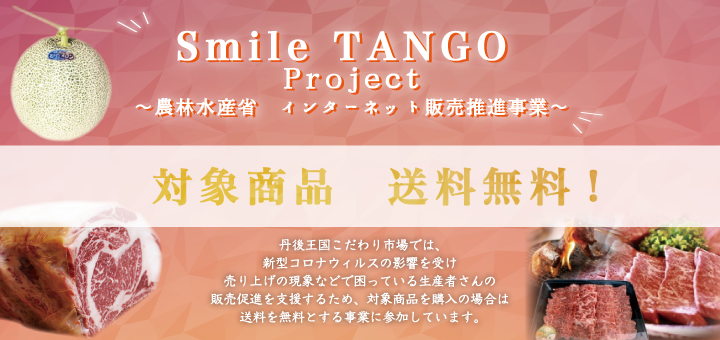 Smile TANGO
Project
～農林水産省　インターネット販売推進事業～
対象商品　送料無料！
丹後王国こだわり市場では、
新型コロナウィルスの影響を受け
売り上げの現象などで困っている生産者さんの
販売促進を支援するため、対象商品を購入の場合は
送料を無料とする事業に参加しています。